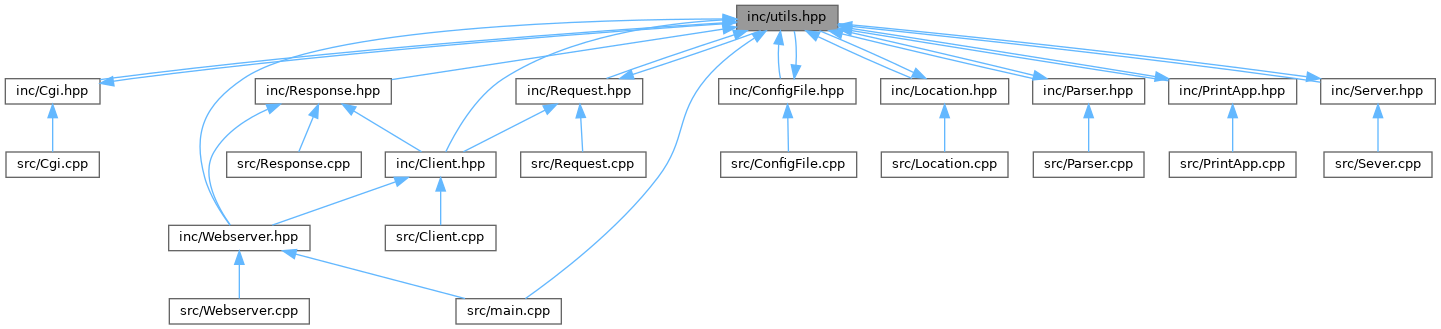 inc/utils.hpp
inc/Cgi.hpp
inc/Response.hpp
inc/Request.hpp
inc/ConfigFile.hpp
inc/Location.hpp
inc/Parser.hpp
inc/PrintApp.hpp
inc/Server.hpp
src/Cgi.cpp
src/Response.cpp
inc/Client.hpp
src/Request.cpp
src/ConfigFile.cpp
src/Location.cpp
src/Parser.cpp
src/PrintApp.cpp
src/Sever.cpp
inc/Webserver.hpp
src/Client.cpp
src/Webserver.cpp
src/main.cpp